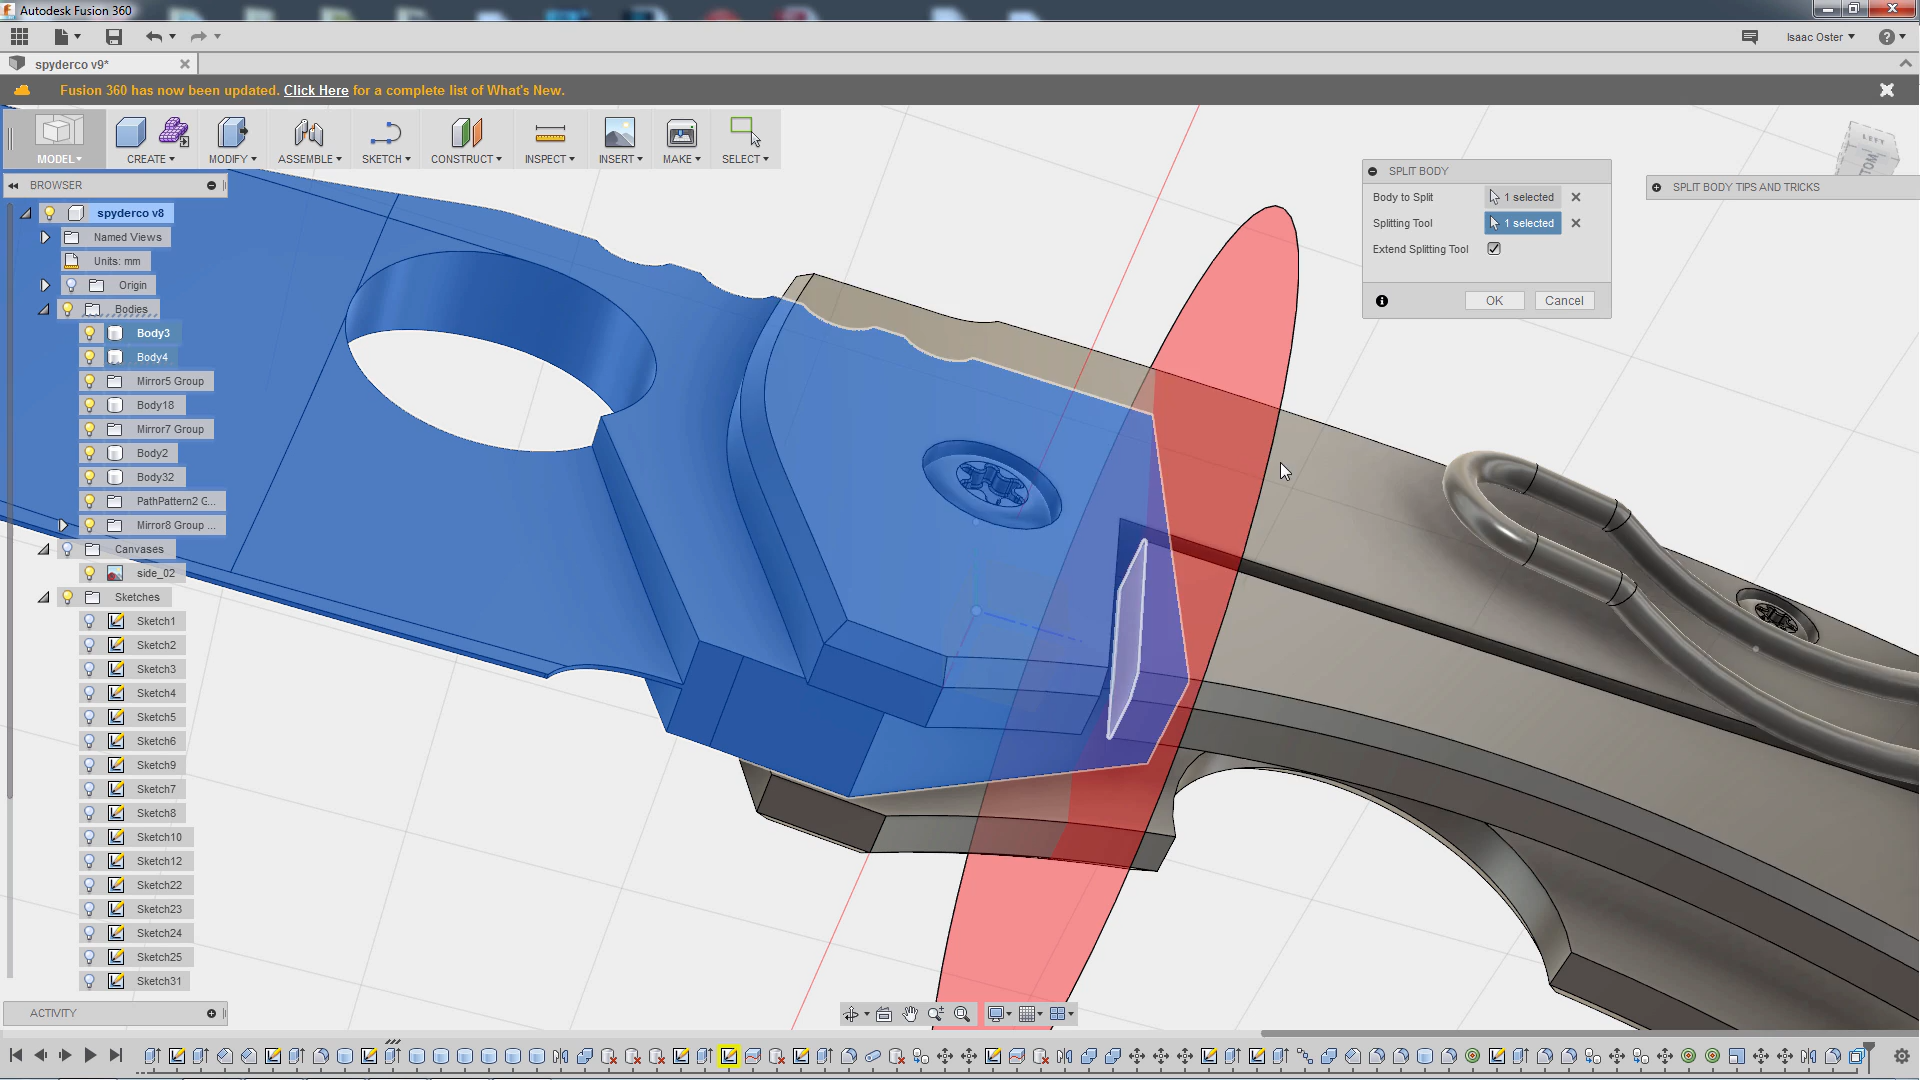 Autodesk Fusion 360
Isaac Oster
spyderco v9*
Fusion 360 has now been updated. Click Here for a complete list of What's New.
MODEL
CREATE
MODIFY
ASSEMBLE
SKETCH
CONSTRUCT
INSPECT
INSERT
MAKE
SELECT
BROWSER
spyderco v8
Named Views
Units: mm
Origin
Bodies
Body3
Body4
Mirror5 Group
Body18
Mirror7 Group
Body2
Body32
PathPattern2 G...
Mirror8 Group ...
Canvases
side_02
Sketches
Sketch1
Sketch2
Sketch3
Sketch4
Sketch5
Sketch6
Sketch9
Sketch7
Sketch8
Sketch10
Sketch12
Sketch22
Sketch23
Sketch24
Sketch25
Sketch31
ACTIVITY
SPLIT BODY
Body to Split 1 selected
Splitting Tool 1 selected
Extend Splitting Tool
OK Cancel
SPLIT BODY TIPS AND TRICKS
LEFT